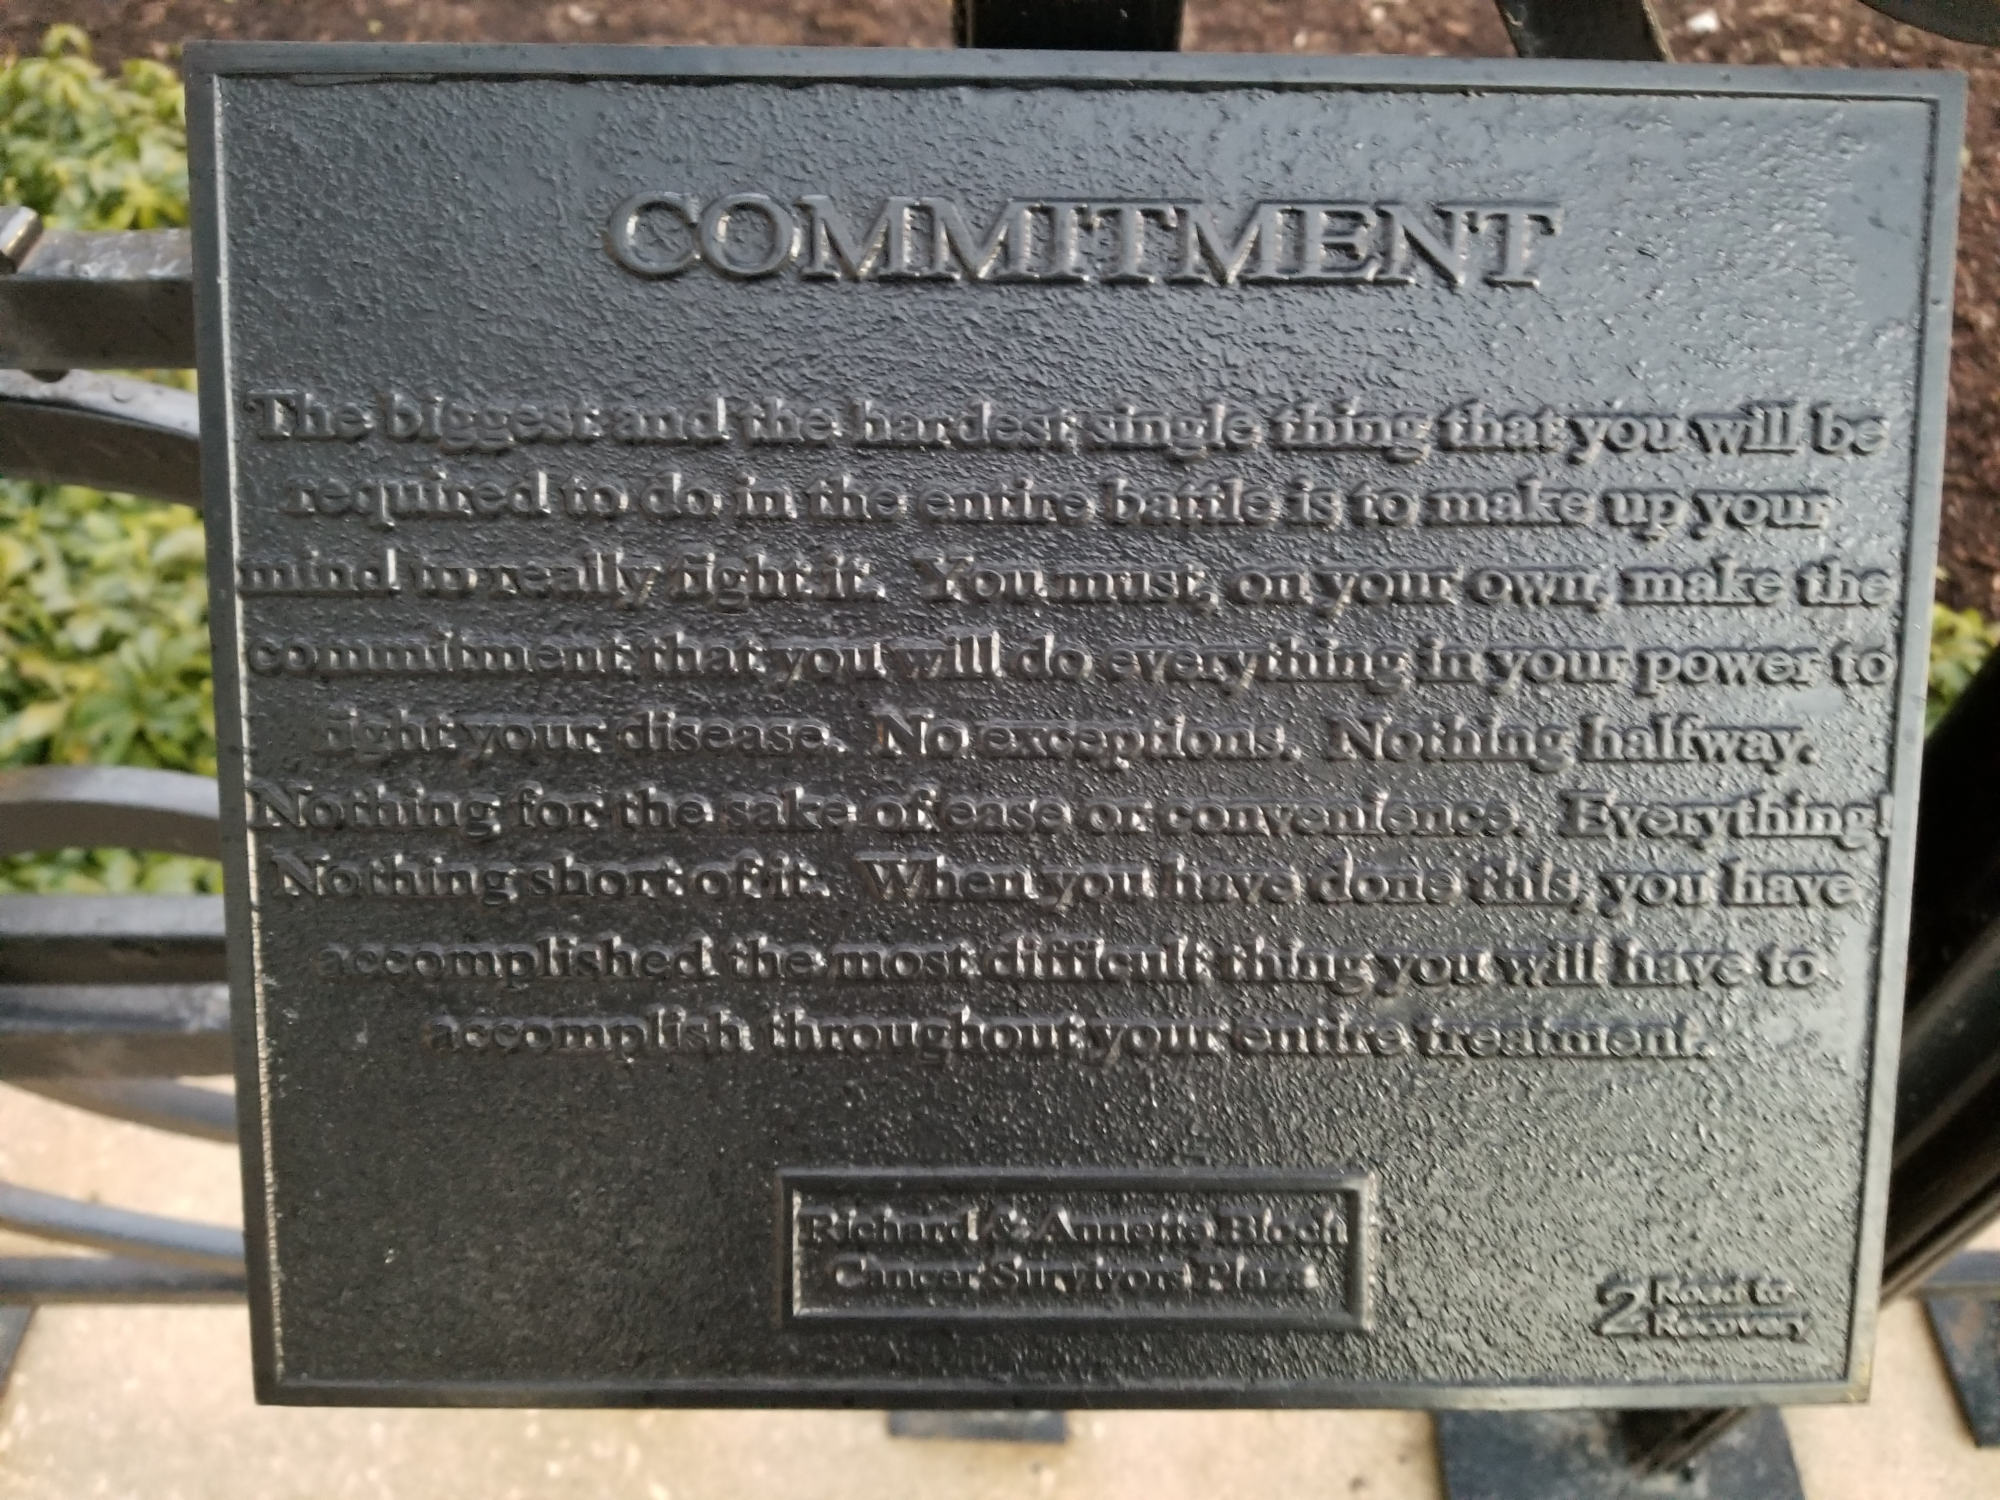 COMMITMENT
The biggest and the hardest single thing that you will be
required to do in the entire battle is to make up your
mind to really fight it. You must, on your own, make the
commitment that you will do everything in your power to
fight your disease. No exceptions. Nothing halfway.
Nothing for the sake of ease or convenience. Everything!
Nothing short of it. When you have done this, you have
accomplished the most difficult thing you will have to
accomplish throughout your entire treatment.
Richard & Annette Bloch
Cancer Survivors Plaza
2 Road to
Recovery